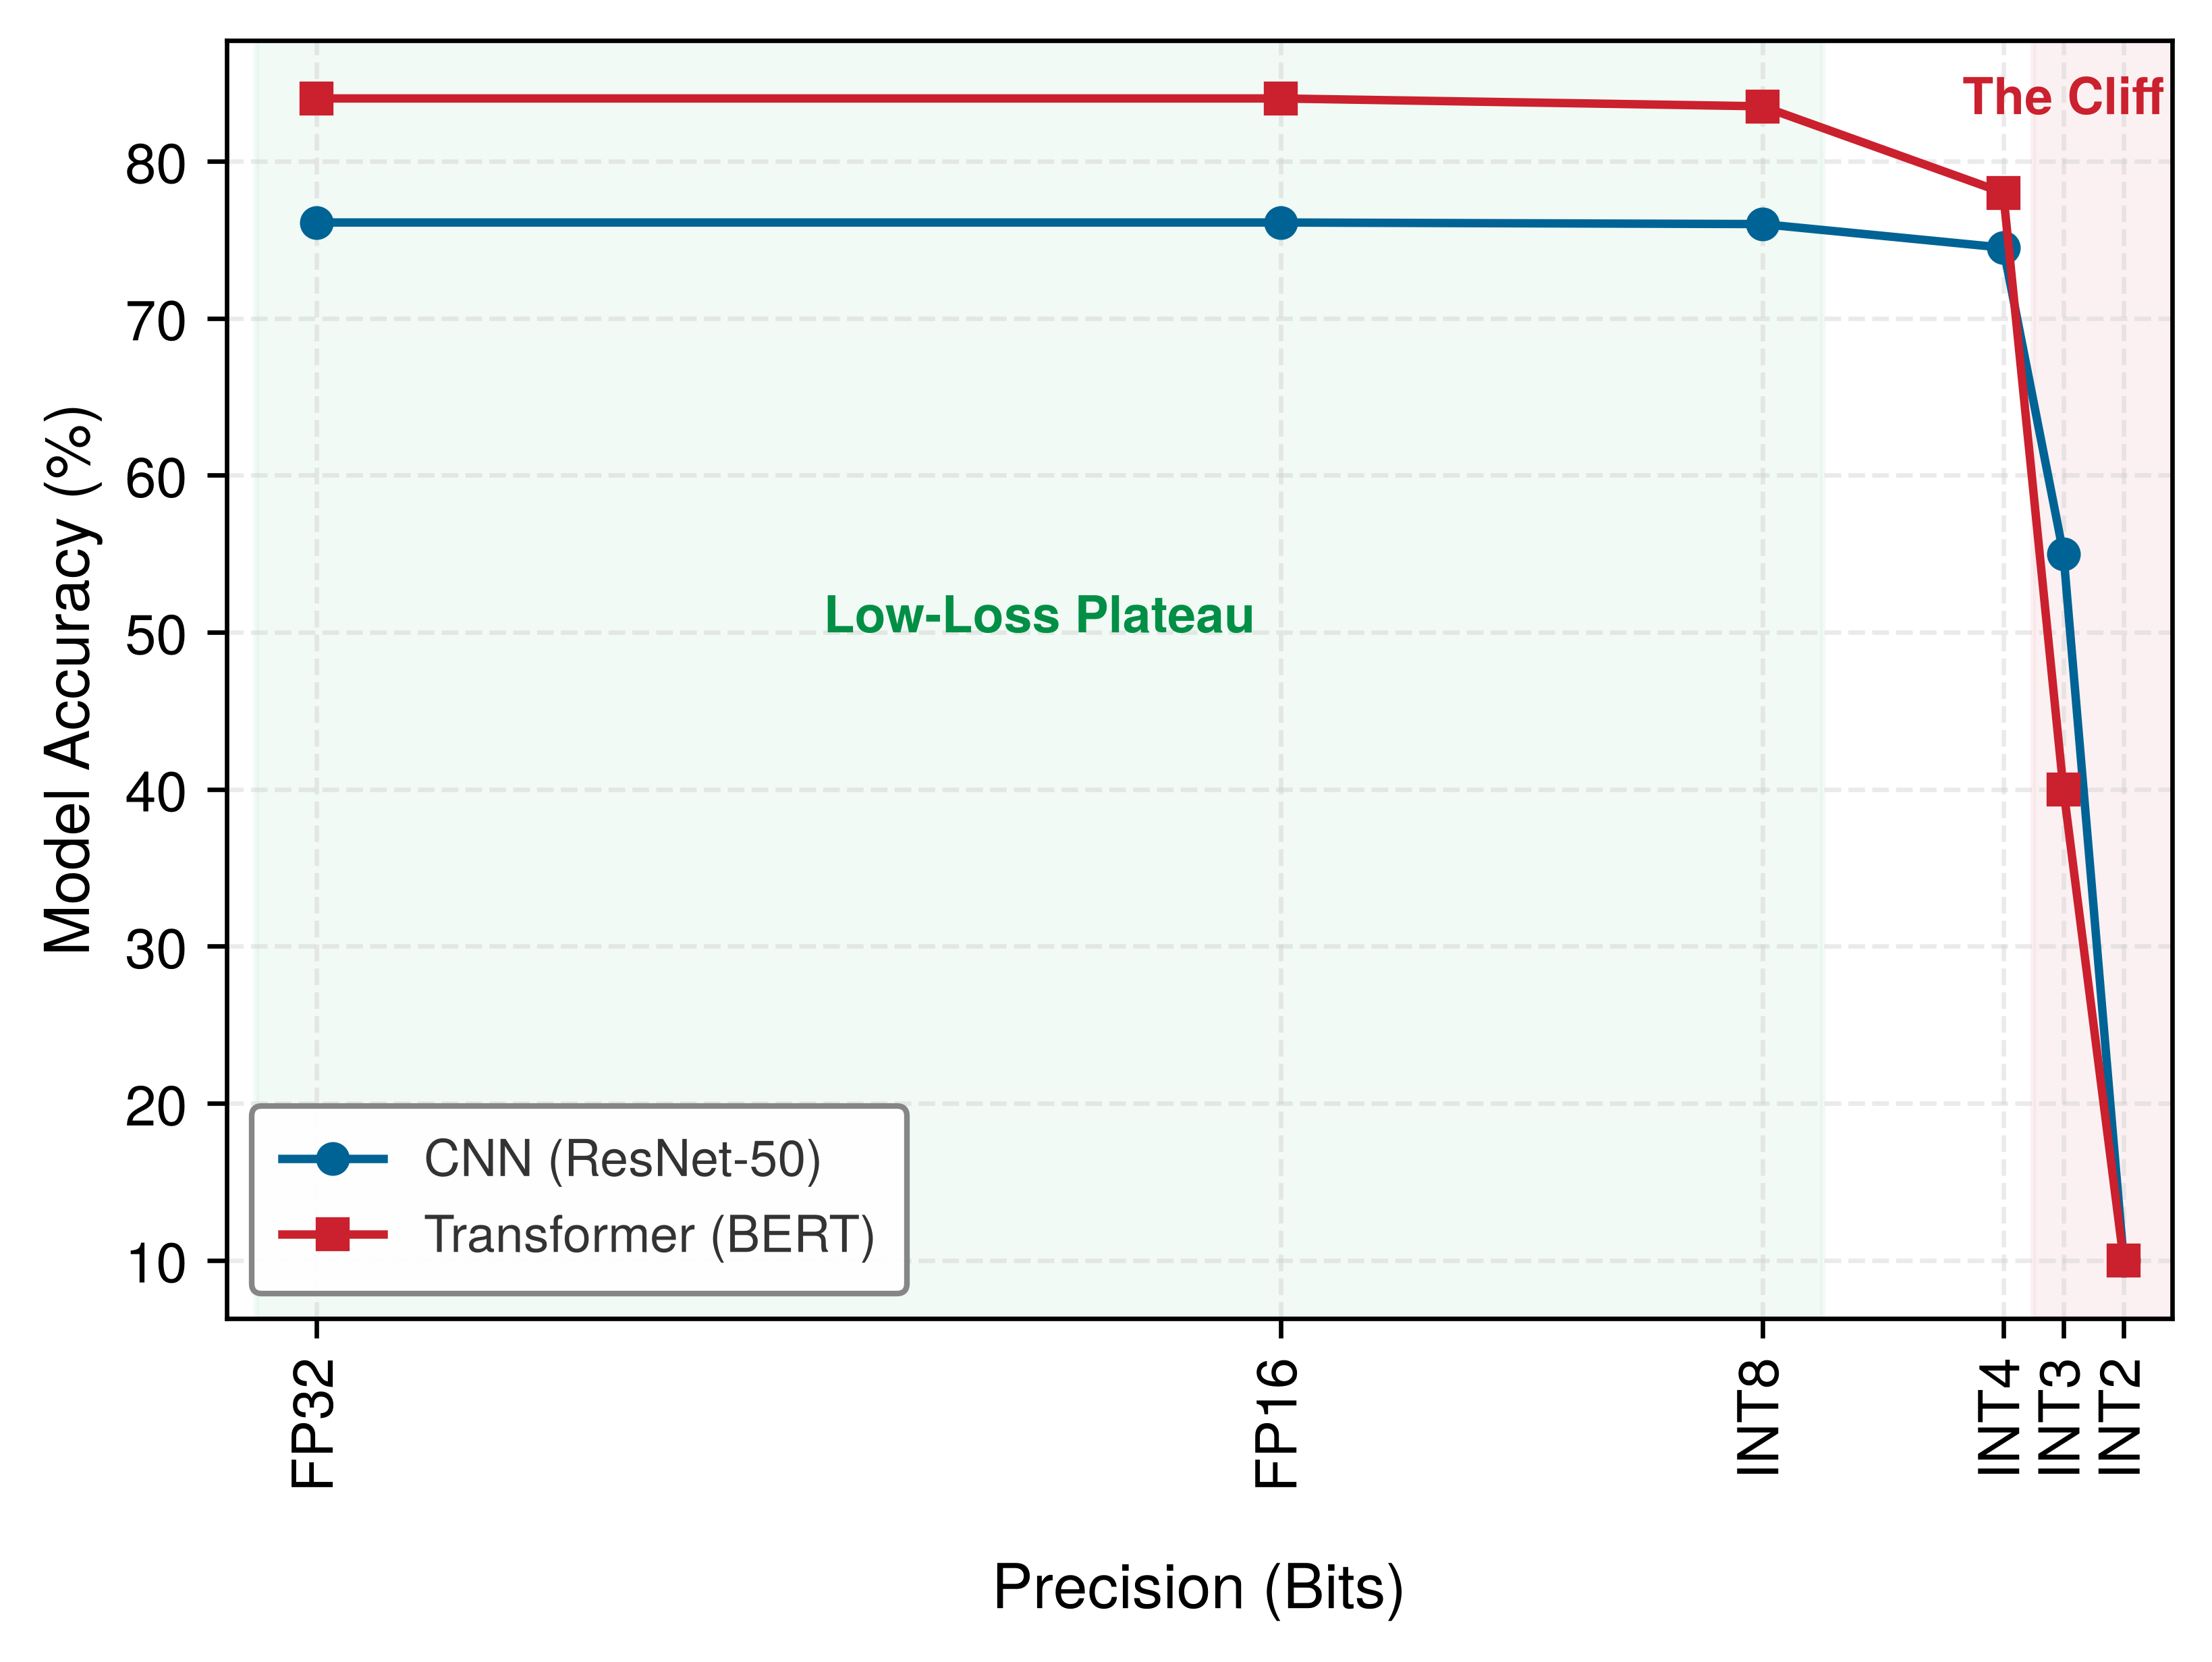 The Cliff
80
70
60
50
40
30
20
10
Model Accuracy (%)
Low-Loss Plateau
CNN (ResNet-50)
Transformer (BERT)
FP32
FP16
INT8
INT4
INT3
INT2
Precision (Bits)